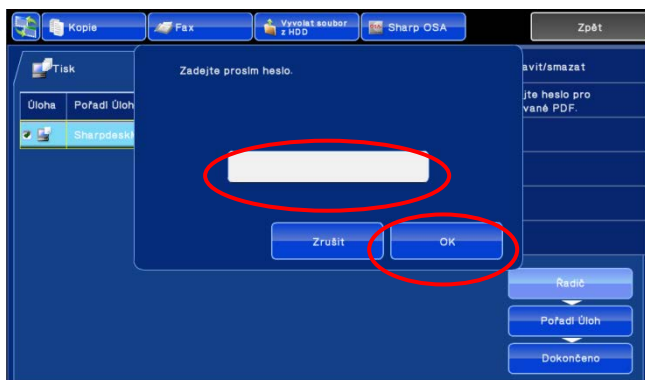 Kopie
Fax
Vyvolat soubor
z HDD
Sharp OSA
Zpět
Tisk
Zadejte prosím heslo.
avit/smazat
jte heslo pro
vané PDF.
Úloha
Pořadí Úloh
Sharpdesk
Zrušit
OK
Řadič
Pořadí Úloh
Dokončeno